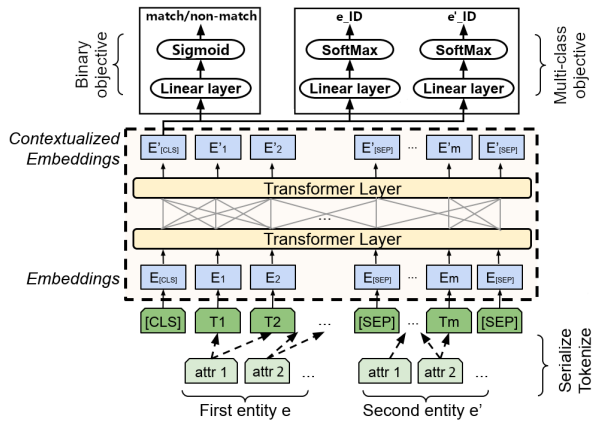 match/non-match e_ID e'_ID
Binary objective
Sigmoid SoftMax SoftMax
Linear layer Linear layer Linear layer
Multi-class objective
Contextualized Embeddings
E'[CLS] E'1 E'2 E'[SEP] ... E'm E'[SEP]
Transformer Layer
...
Transformer Layer
Embeddings
E[CLS] E1 E2 E[SEP] ... Em E[SEP]
[CLS] T1 T2 ... [SEP] ... Tm [SEP]
attr 1 attr 2 ... attr 1 attr 2 ...
Serialize
Tokenize
First entity e Second entity e'